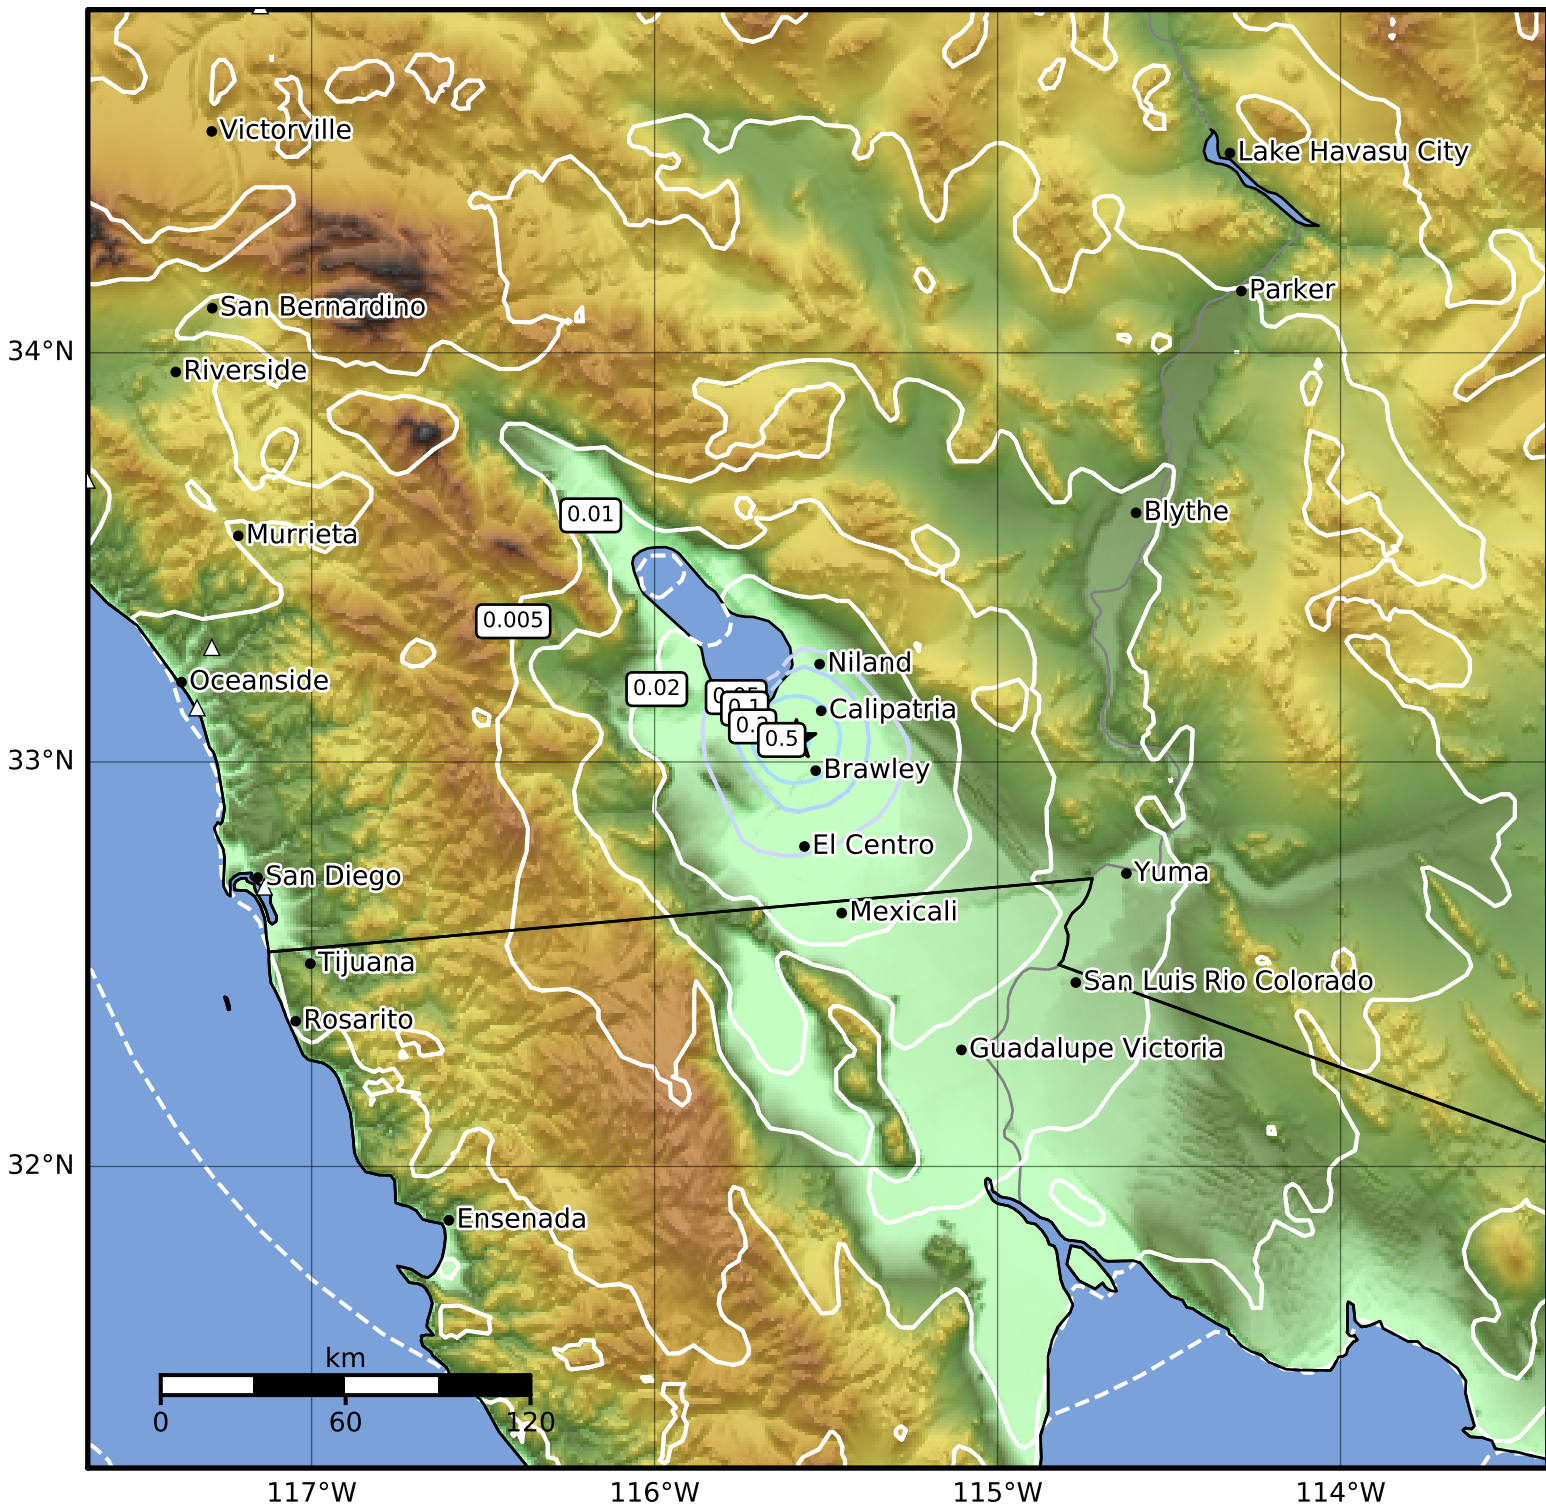 Victorville
Lake Havasu City
Parker
San Bernardino
34°N
Riverside
Blythe
0.01
Murrieta
0.005
Niland
Oceanside
0.02
0.1
Calipatria
0.5
33°N
Brawley
El Centro
Yuma
San Diego
Mexicali
Tijuana
San Luis Rio Colorado
Rosarito
Guadalupe Victoria
32°N
Ensenada
km
0 60 120
117°W 116°W 115°W 114°W